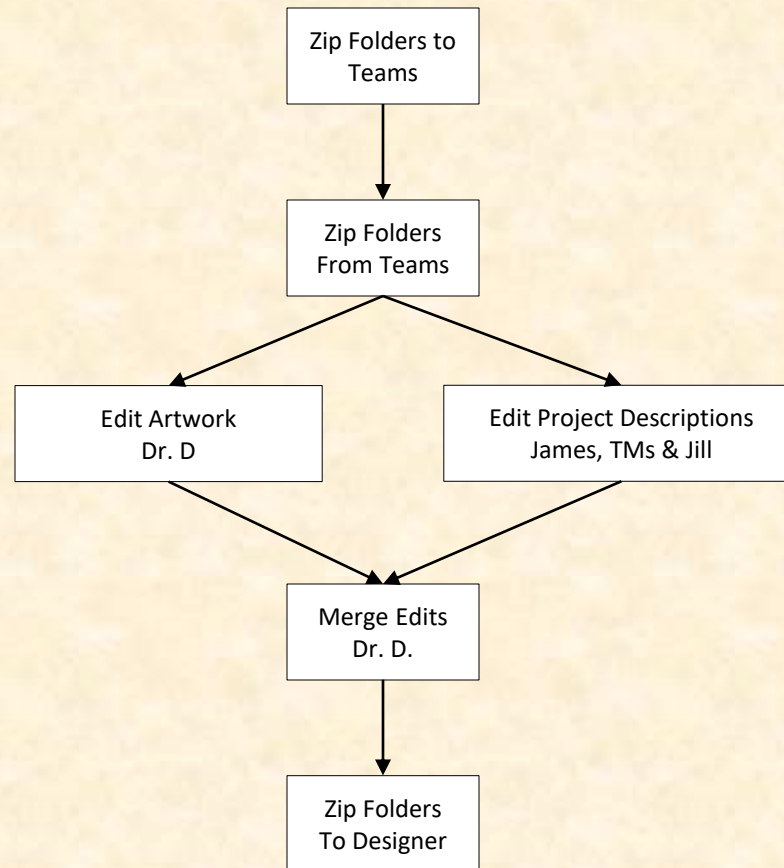 Zip Folders to
Teams
Zip Folders
From Teams
Edit Artwork
Dr. D
Edit Project Descriptions
James, TMs & Jill
Merge Edits
Dr. D.
Zip Folders
To Designer